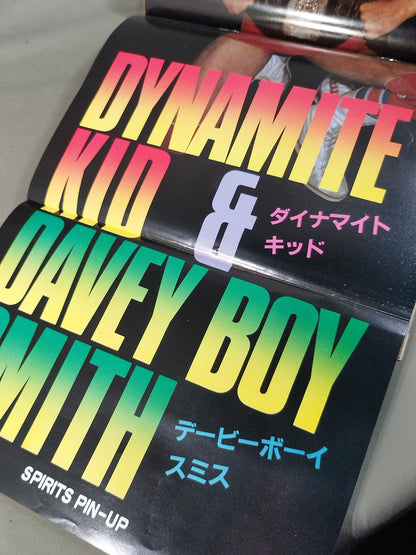 DYNAMITE
KID &
ダイナマイト
キッド
DAVEY BOY
SMITH
デービーボーイ
スミス
SPIRITS PIN-UP